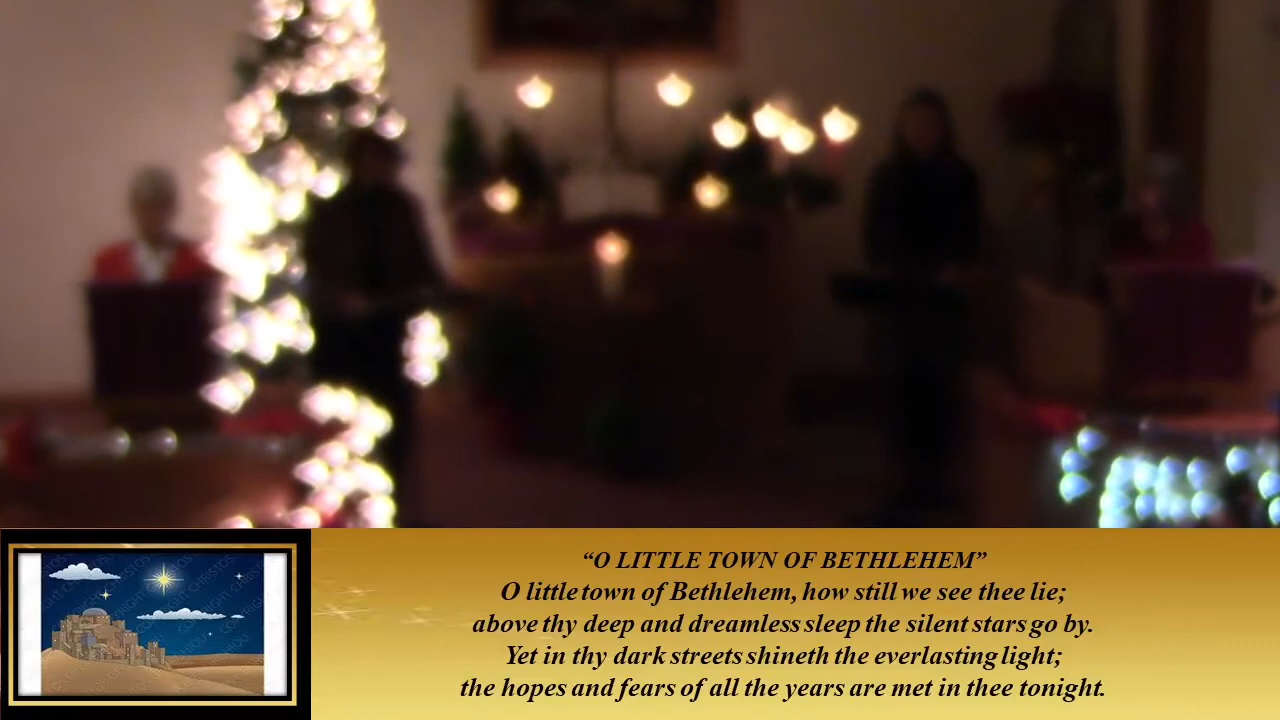 “O LITTLE TOWN OF BETHLEHEM”
O little town of Bethlehem, how still we see thee lie;
above thy deep and dreamless sleep the silent stars go by.
Yet in thy dark streets shineth the everlasting light;
the hopes and fears of all the years are met in thee tonight.